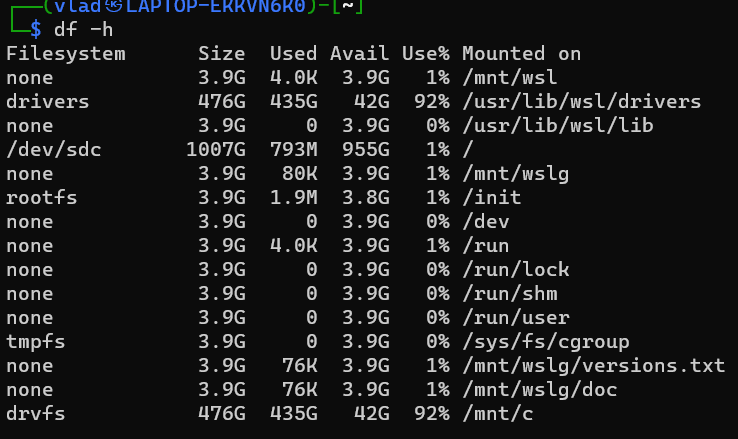 ┌──(vlad㉿LAPTOP-EKKVN6K0)-[~]
└─$ df -h
Filesystem      Size  Used Avail Use% Mounted on
none            3.9G  4.0K  3.9G   1% /mnt/wsl
drivers         476G  435G   42G  92% /usr/lib/wsl/drivers
none            3.9G     0  3.9G   0% /usr/lib/wsl/lib
/dev/sdc       1007G  793M  955G   1% /
none            3.9G   80K  3.9G   1% /mnt/wslg
rootfs          3.9G  1.9M  3.8G   1% /init
none            3.9G     0  3.9G   0% /dev
none            3.9G  4.0K  3.9G   1% /run
none            3.9G     0  3.9G   0% /run/lock
none            3.9G     0  3.9G   0% /run/shm
none            3.9G     0  3.9G   0% /run/user
tmpfs           3.9G     0  3.9G   0% /sys/fs/cgroup
none            3.9G   76K  3.9G   1% /mnt/wslg/versions.txt
none            3.9G   76K  3.9G   1% /mnt/wslg/doc
drvfs           476G  435G   42G  92% /mnt/c